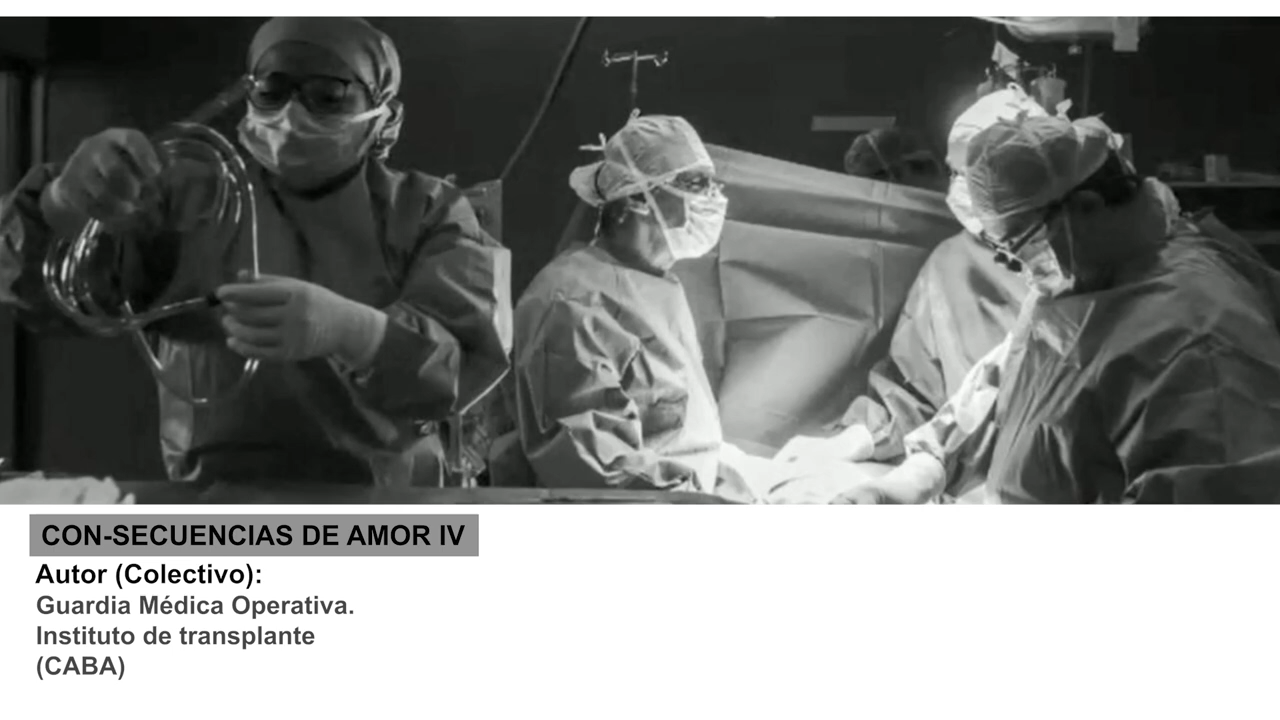 CON-SECUENCIAS DE AMOR IV
Autor (Colectivo):
Guardia Médica Operativa.
Instituto de transplante
(CABA)